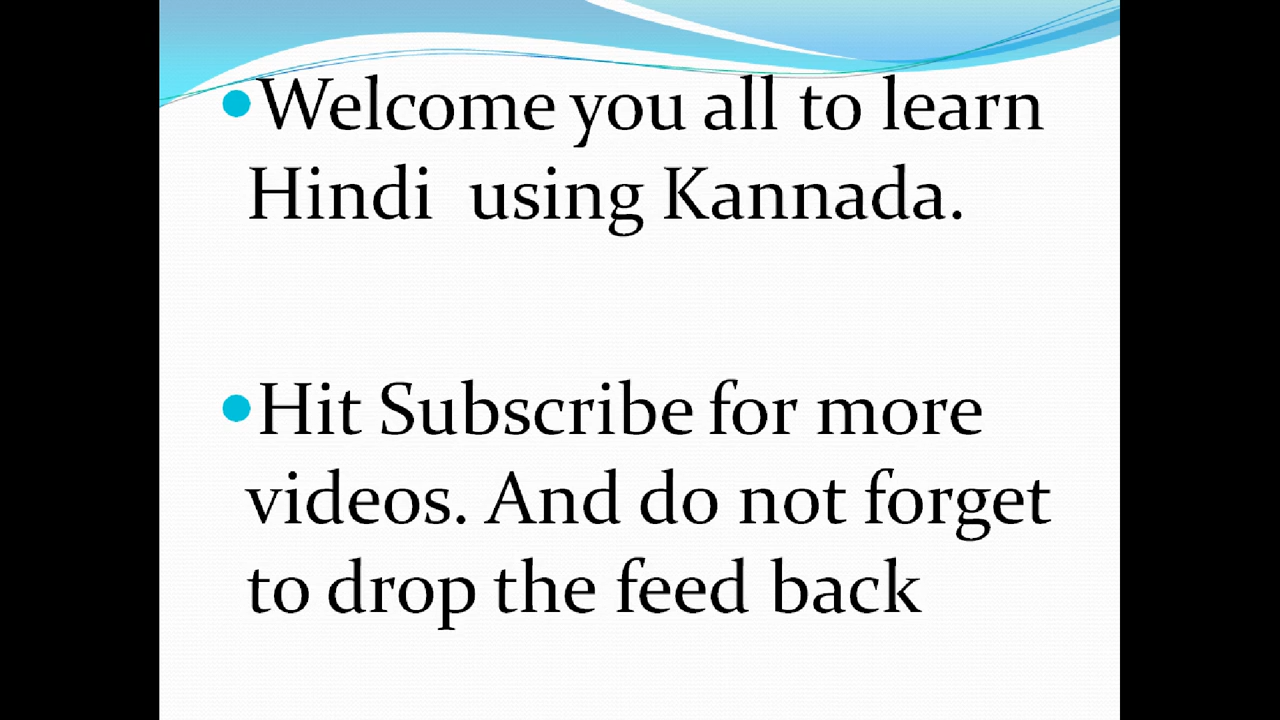 •Welcome you all to learn
Hindi  using Kannada.
•Hit Subscribe for more
videos. And do not forget
to drop the feed back